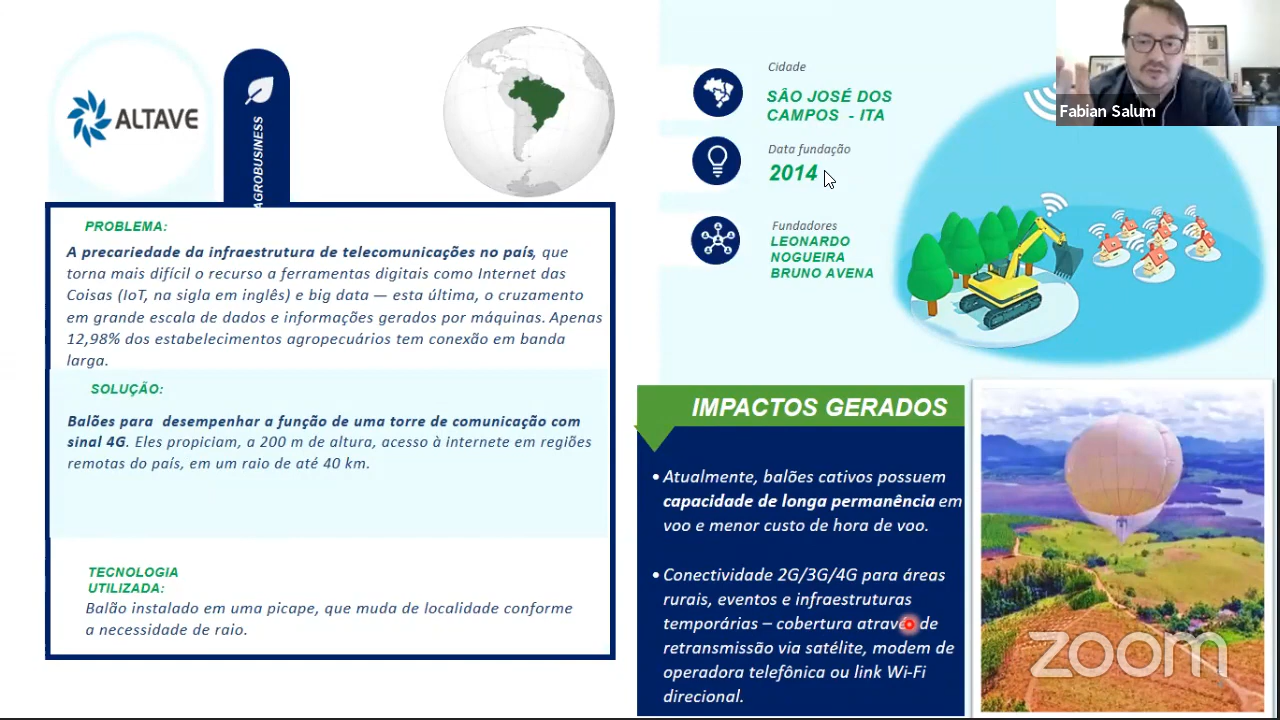 ALTAVE
AGROBUSINESS
PROBLEMA:
A precariedade da infraestrutura de telecomunicações no país, que
torna mais difícil o recurso a ferramentas digitais como Internet das
Coisas (IoT, na sigla em inglês) e big data — esta última, o cruzamento
em grande escala de dados e informações gerados por máquinas. Apenas
12,98% dos estabelecimentos agropecuários tem conexão em banda
larga.
SOLUÇÃO:
Balões para desempenhar a função de uma torre de comunicação com
sinal 4G. Eles propiciam, a 200 m de altura, acesso à internete em regiões
remotas do país, em um raio de até 40 km.
TECNOLOGIA
UTILIZADA:
Balão instalado em uma picape, que muda de localidade conforme
a necessidade de raio.
Cidade
SÂO JOSÉ DOS
CAMPOS - ITA
Data fundação
2014
Fundadores
LEONARDO
NOGUEIRA
BRUNO AVENA
Fabian Salum
IMPACTOS GERADOS
• Atualmente, balões cativos possuem
capacidade de longa permanência em
voo e menor custo de hora de voo.
• Conectividade 2G/3G/4G para áreas
rurais, eventos e infraestruturas
temporárias – cobertura através de
retransmissão via satélite, modem de
operadora telefônica ou link Wi-Fi
direcional.
zoom